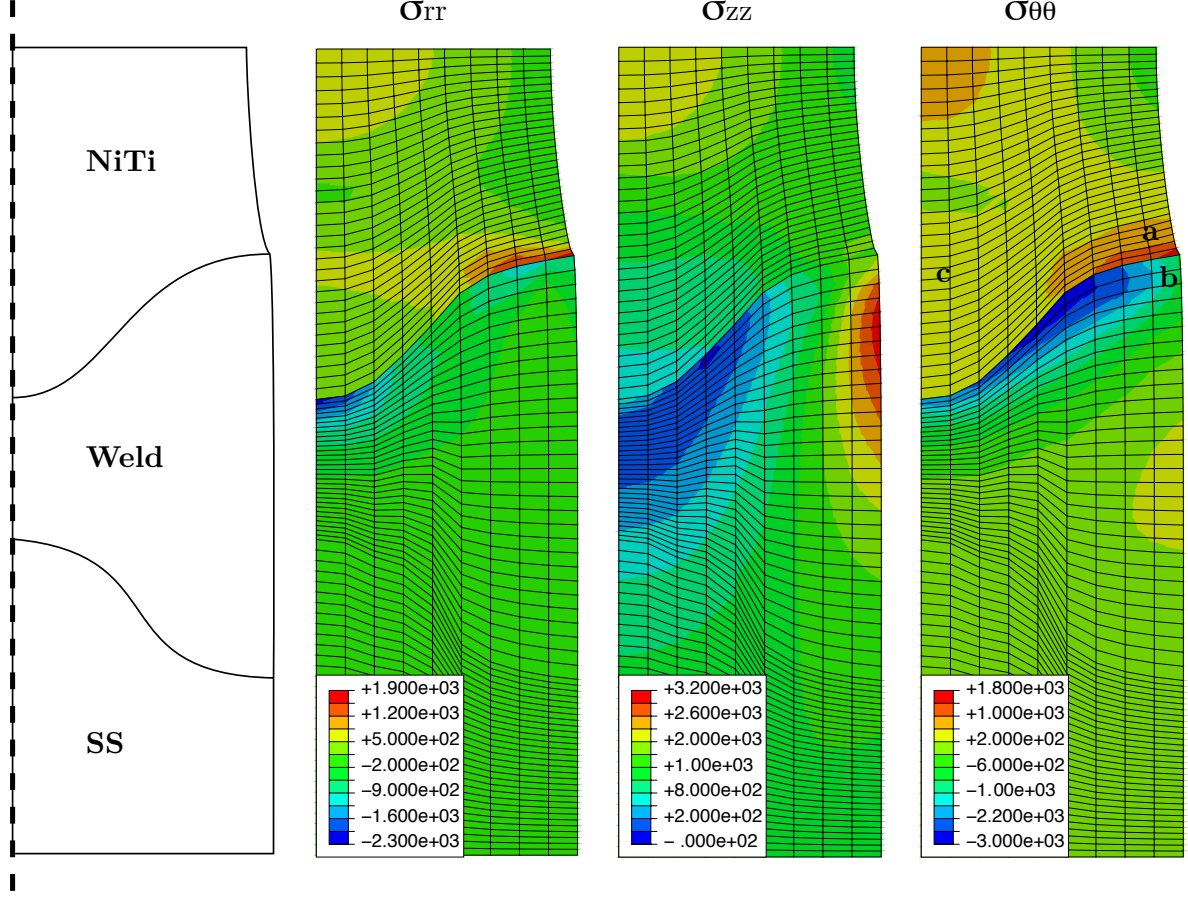 σrr
σzz
σθθ
NiTi
Weld
SS
a
b
c
+1.900e+03
+1.200e+03
+5.000e+02
−2.000e+02
−9.000e+02
−1.600e+03
−2.300e+03
+3.200e+03
+2.600e+03
+2.000e+03
+1.00e+03
+8.000e+02
+2.000e+02
− .000e+02
+1.800e+03
+1.000e+03
+2.000e+02
−6.000e+02
−1.00e+03
−2.200e+03
−3.000e+03